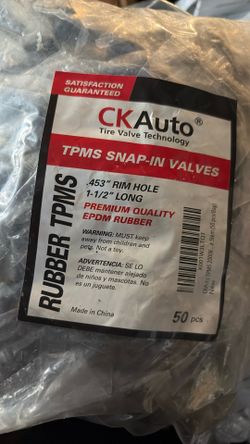 SATISFACTION
GUARANTEED
CKAuto®
Tire Valve Technology
TPMS SNAP-IN VALVES
RUBBER TPMS
.453" RIM HOLE
1-1/2" LONG
PREMIUM QUALITY
EPDM RUBBER
WARNING: MUST keep
away from children and
pets. Not a toy.
ADVERTENCIA: SE LO
DEBE mantener alejado
de niños y mascotas. No
es un juguete.
Made in China
50 pcs
New